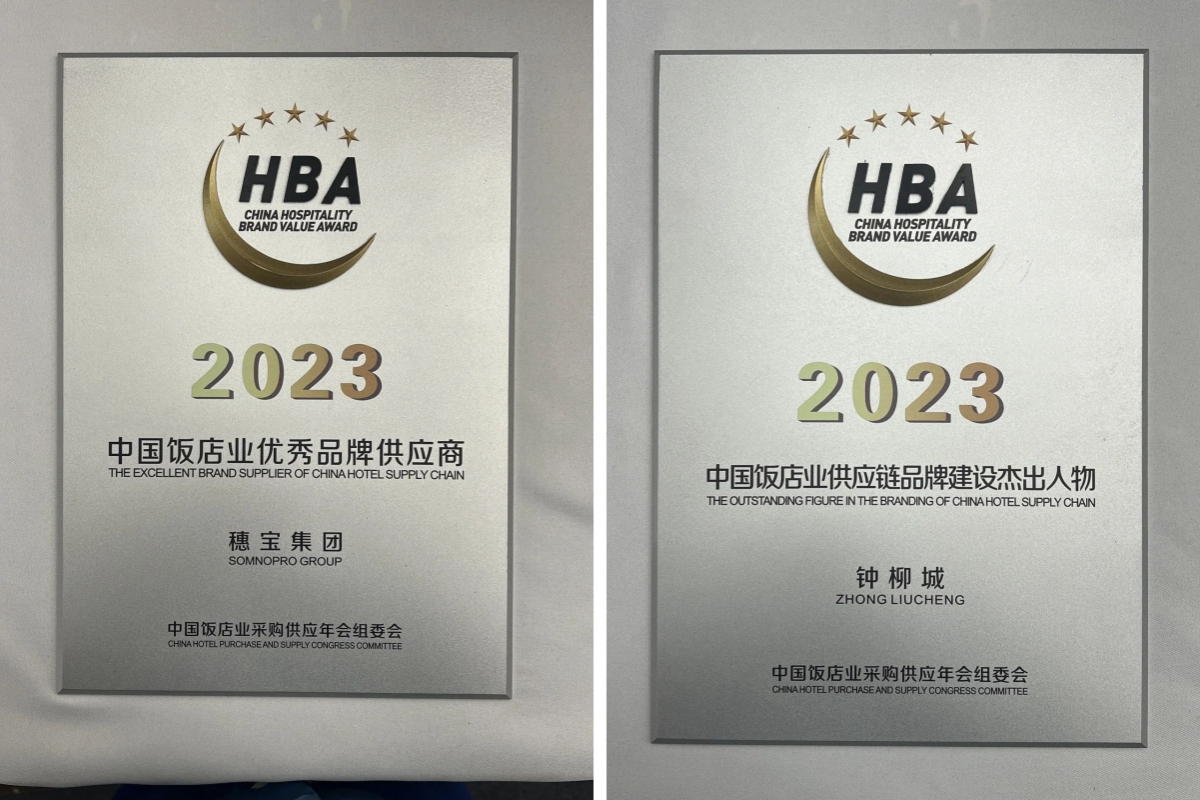 HBA
CHINA HOSPITALITY
BRAND VALUE AWARD
2023
中国饭店业优秀品牌供应商
THE EXCELLENT BRAND SUPPLIER OF CHINA HOTEL SUPPLY CHAIN
穗宝集团
SOMNOPRO GROUP
中国饭店业采购供应年会组委会
CHINA HOTEL PURCHASE AND SUPPLY CONGRESS COMMITTEE
HBA
CHINA HOSPITALITY
BRAND VALUE AWARD
2023
中国饭店业供应链品牌建设杰出人物
THE OUTSTANDING FIGURE IN THE BRANDING OF CHINA HOTEL SUPPLY CHAIN
钟柳城
ZHONG LIUCHENG
中国饭店业采购供应年会组委会
CHINA HOTEL PURCHASE AND SUPPLY CONGRESS COMMITTEE